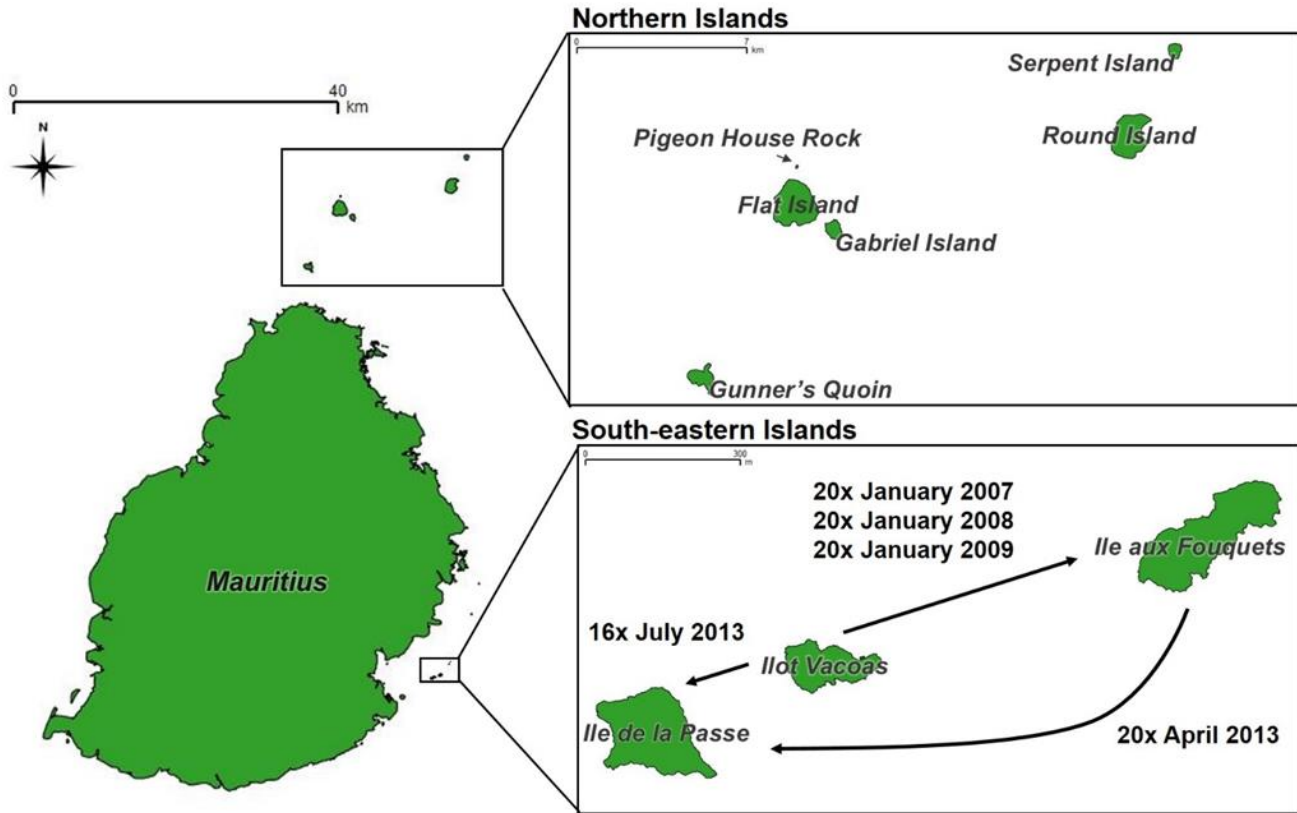 Northern Islands
0 7
km
Serpent Island
Round Island
Pigeon House Rock
Flat Island
Gabriel Island
Gunner's Quoin
0 40
km
N
Mauritius
South-eastern Islands
0 300
m
20x January 2007
20x January 2008
20x January 2009
Ile aux Fouquets
16x July 2013
Ilot Vacoas
Ile de la Passe
20x April 2013